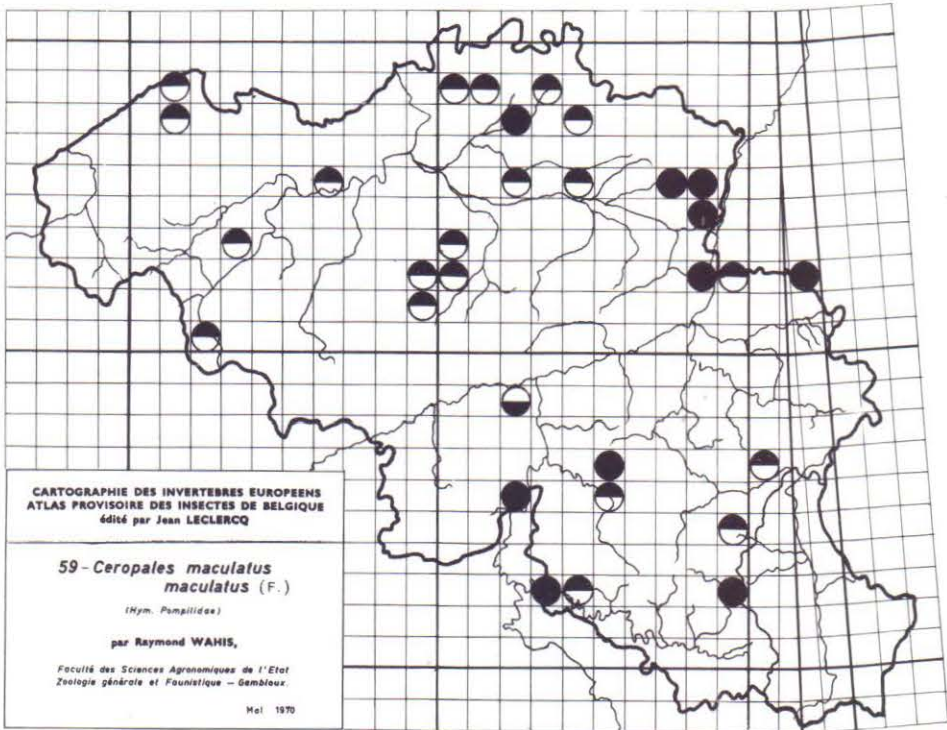 CARTOGRAPHIE DES INVERTEBRES EUROPEENS
ATLAS PROVISOIRE DES INSECTES DE BELGIQUE
édité par Jean LECLERCQ
59 - Ceropales maculatus
maculatus (F.)
(Hym. Pompilidae)
par Raymond WAHIS,
Faculté des Sciences Agronomiques de l'Etat
Zoologie générale et Faunistique – Gembloux.
Mai 1970